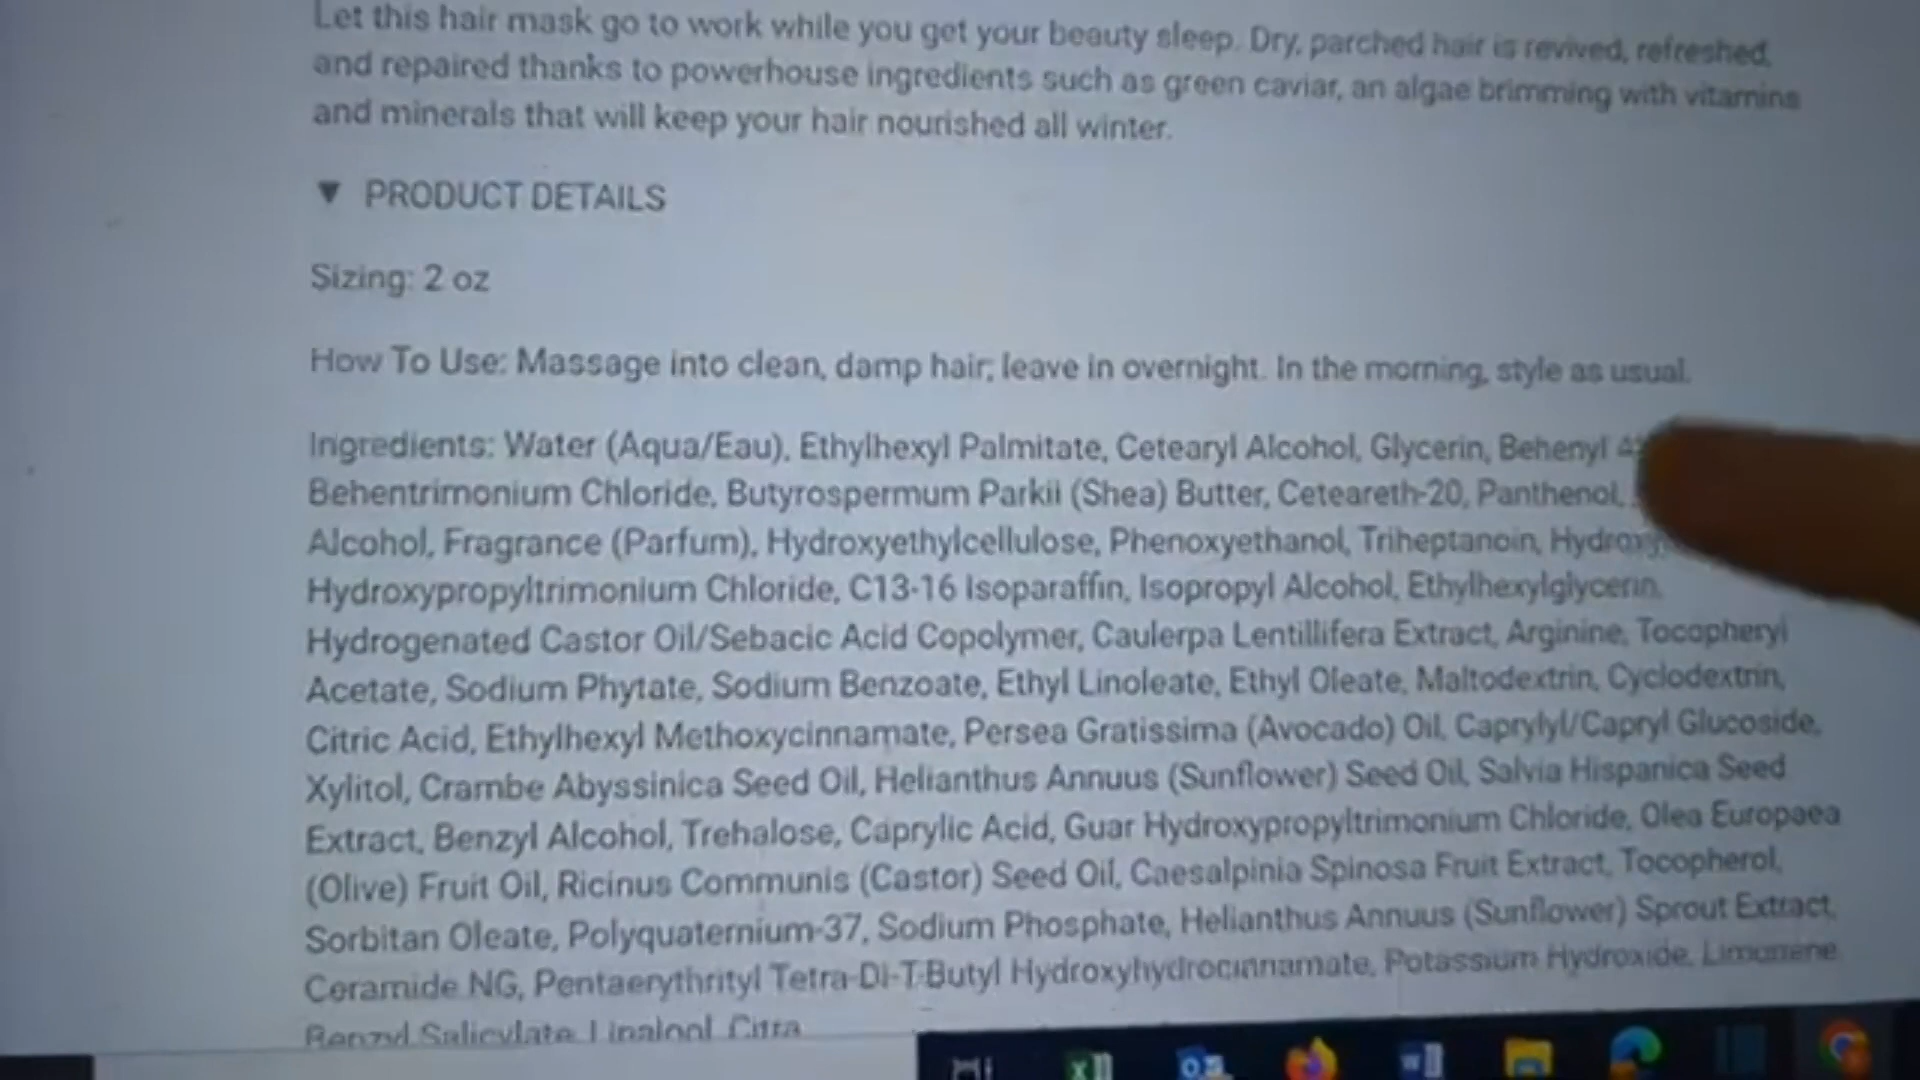 Let this hair mask go to work while you get your beauty sleep. Dry, parched hair is revived, refreshed,
and repaired thanks to powerhouse ingredients such as green caviar, an algae brimming with vitamins
and minerals that will keep your hair nourished all winter.
▼ PRODUCT DETAILS
Sizing: 2 oz
How To Use: Massage into clean, damp hair; leave in overnight. In the morning, style as usual.
Ingredients: Water (Aqua/Eau), Ethylhexyl Palmitate, Cetearyl Alcohol, Glycerin, Behenyl
Behentrimonium Chloride, Butyrospermum Parkii (Shea) Butter, Ceteareth-20, Panthenol,
Alcohol, Fragrance (Parfum), Hydroxyethylcellulose, Phenoxyethanol, Triheptanoin,
Hydroxypropyltrimonium Chloride, C13-16 Isoparaffin, Isopropyl Alcohol, Ethylhexylglycerin,
Hydrogenated Castor Oil/Sebacic Acid Copolymer, Caulerpa Lentillifera Extract, Arginine, Tocopheryl
Acetate, Sodium Phytate, Sodium Benzoate, Ethyl Linoleate, Ethyl Oleate, Maltodextrin, Cyclodextrin,
Citric Acid, Ethylhexyl Methoxycinnamate, Persea Gratissima (Avocado) Oil, Caprylyl/Capryl Glucoside,
Xylitol, Crambe Abyssinica Seed Oil, Helianthus Annuus (Sunflower) Seed Oil, Salvia Hispanica Seed
Extract, Benzyl Alcohol, Trehalose, Caprylic Acid, Guar Hydroxypropyltrimonium Chloride, Olea Europaea
(Olive) Fruit Oil, Ricinus Communis (Castor) Seed Oil, Caesalpinia Spinosa Fruit Extract, Tocopherol,
Sorbitan Oleate, Polyquaternium-37, Sodium Phosphate, Helianthus Annuus (Sunflower) Sprout Extract,
Ceramide NG, Pentaerythrityl Tetra-Di-T-Butyl Hydroxyhydrocinnamate, Potassium Hydroxide, Limonene
Benzyl Salicylate, Linalool, Citra